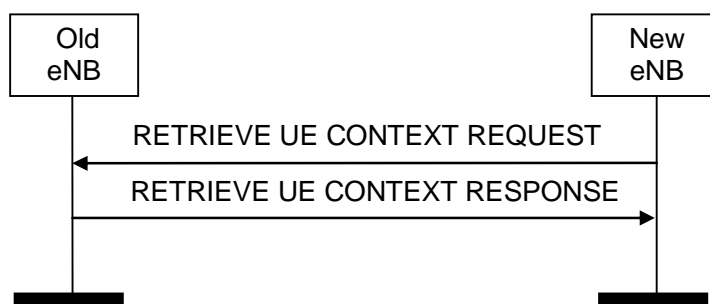 Old
eNB
New
eNB
RETRIEVE UE CONTEXT REQUEST
RETRIEVE UE CONTEXT RESPONSE